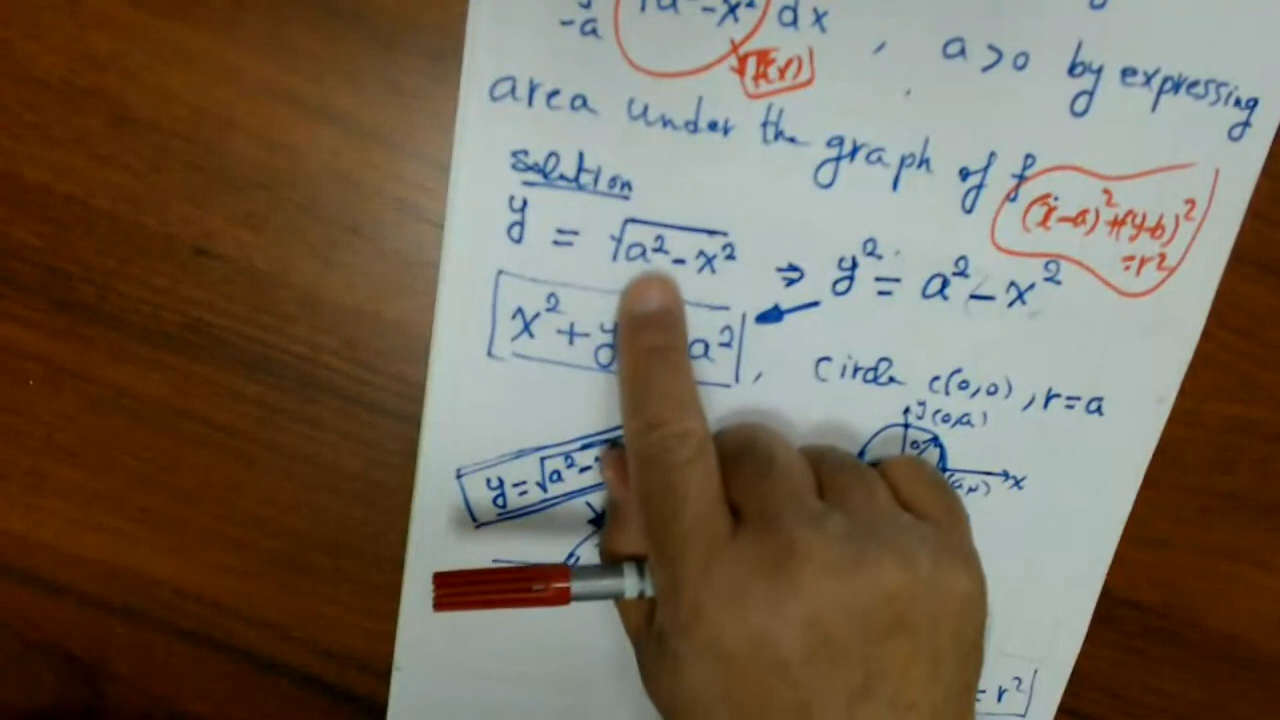 -a √a²-x² dx , a>0 by expressing
f(x)
area under the graph of f
Solution
(x-a)²+(y-b)²
=r²
y = √a²-x² ⇒ y² = a²-x²
x²+y a² , Circle c(0,0), r=a
y (0,a)
x
y=√a²-
= r²